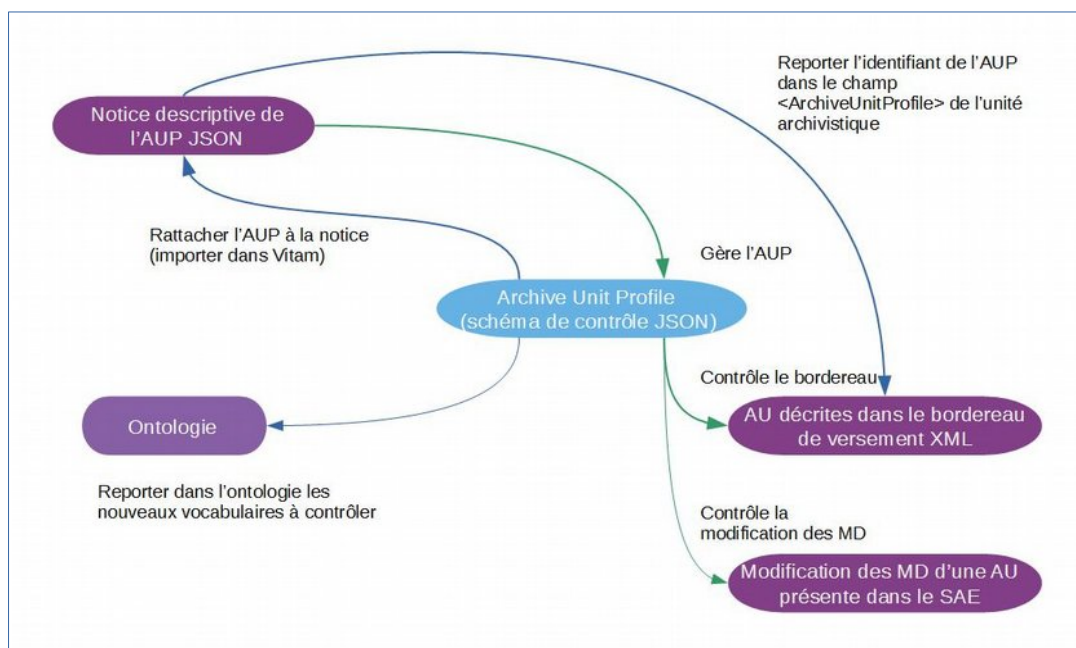 Reporter l’identifiant de l’AUP
dans le champ
<ArchiveUnitProfile> de l’unité
archivistique
Notice descriptive de
l’AUP JSON
Rattacher l’AUP à la notice
(importer dans Vitam)
Gère l’AUP
Archive Unit Profile
(schéma de contrôle JSON)
Contrôle le bordereau
AU décrites dans le bordereau
de versement XML
Ontologie
Reporter dans l’ontologie les
nouveaux vocabulaires à contrôler
Contrôle la
modification des MD
Modification des MD d’une AU
présente dans le SAE